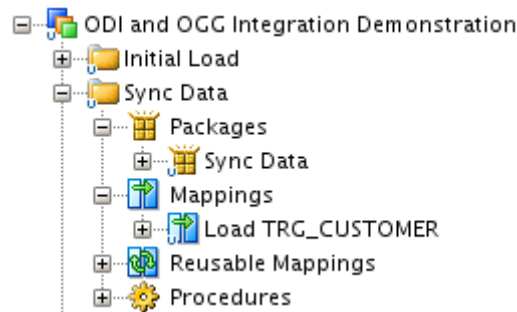 ODI and OGG Integration Demonstration
Initial Load
Sync Data
Packages
Sync Data
Mappings
Load TRG_CUSTOMER
Reusable Mappings
Procedures